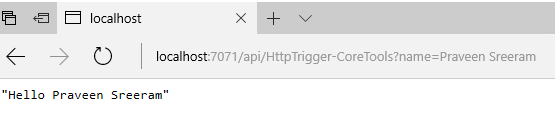 localhost
localhost:7071/api/HttpTrigger-CoreTools?name=Praveen Sreeram
"Hello Praveen Sreeram"